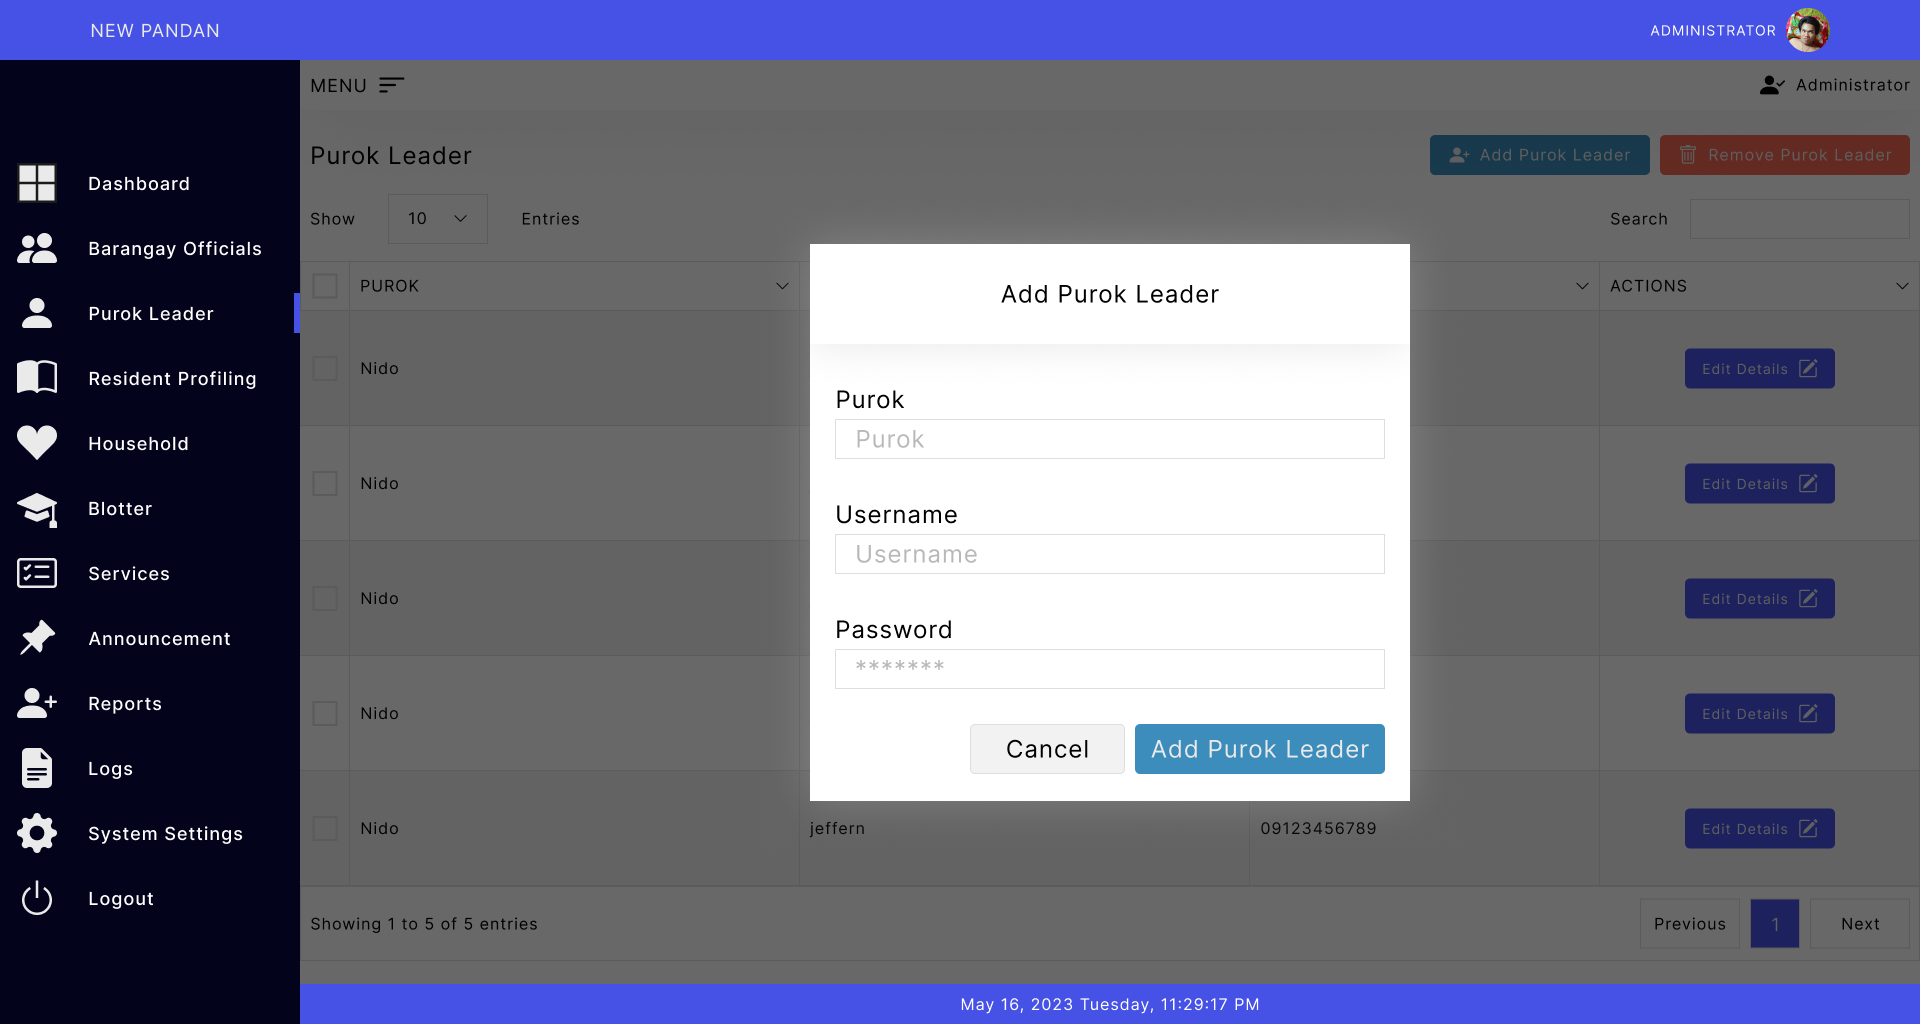 NEW PANDAN
ADMINISTRATOR
MENU
Administrator
Dashboard
Barangay Officials
Purok Leader
Resident Profiling
Household
Blotter
Services
Announcement
Reports
Logs
System Settings
Logout
Purok Leader
Add Purok Leader
Remove Purok Leader
Show
10
Entries
Search
PUROK
ACTIONS
Nido
Edit Details
Nido
Edit Details
Nido
Edit Details
Nido
Edit Details
Nido
jeffern
09123456789
Edit Details
Add Purok Leader
Purok
Purok
Username
Username
Password
*******
Cancel
Add Purok Leader
Showing 1 to 5 of 5 entries
Previous
1
Next
May 16, 2023 Tuesday, 11:29:17 PM